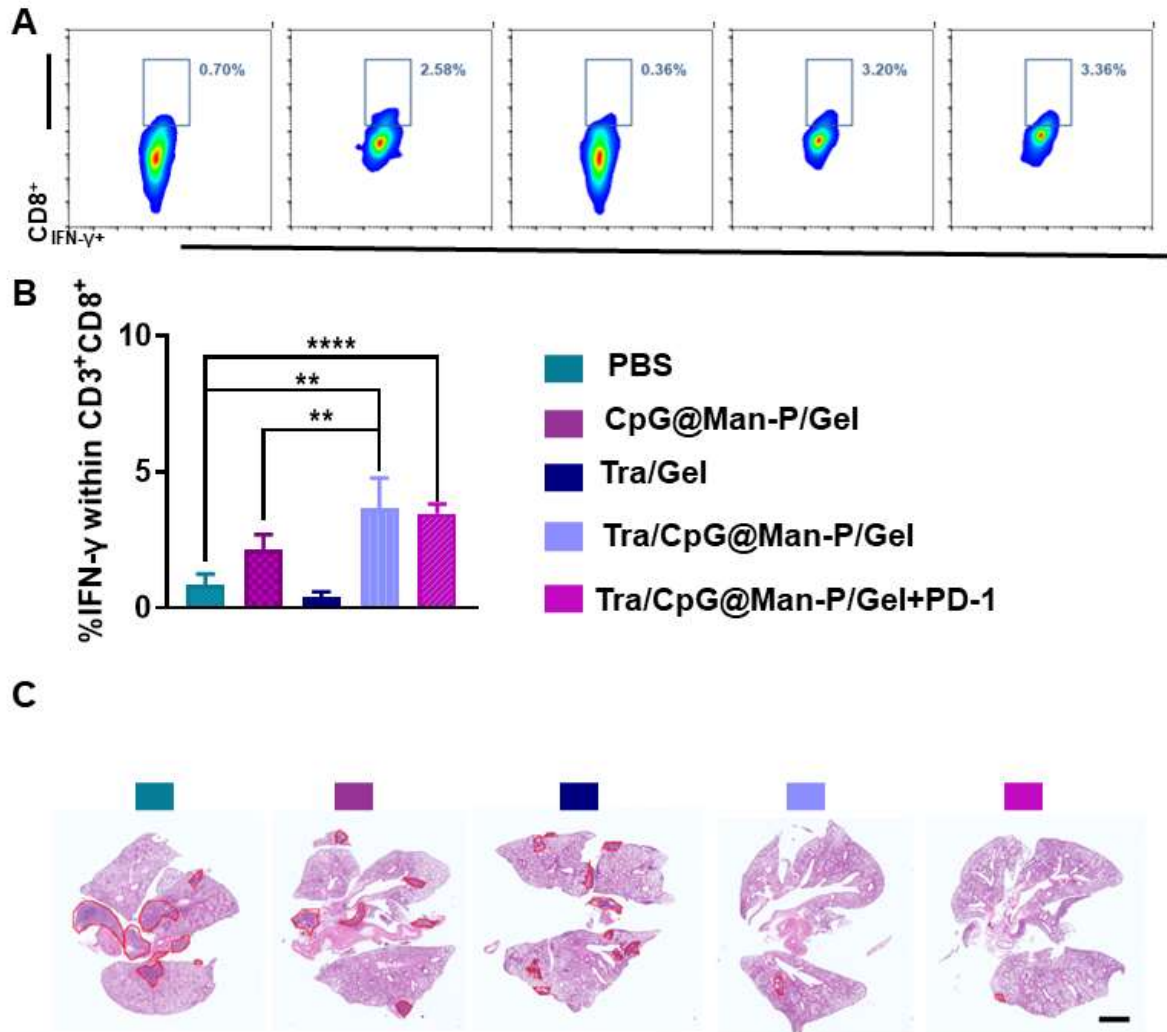 A
0.70%
2.58%
0.36%
3.20%
3.36%
CD8+
IFN-γ+
B
%IFN-γ within CD3+CD8+
10
5
0
****
**
**
PBS
CpG@Man-P/Gel
Tra/Gel
Tra/CpG@Man-P/Gel
Tra/CpG@Man-P/Gel+PD-1
C